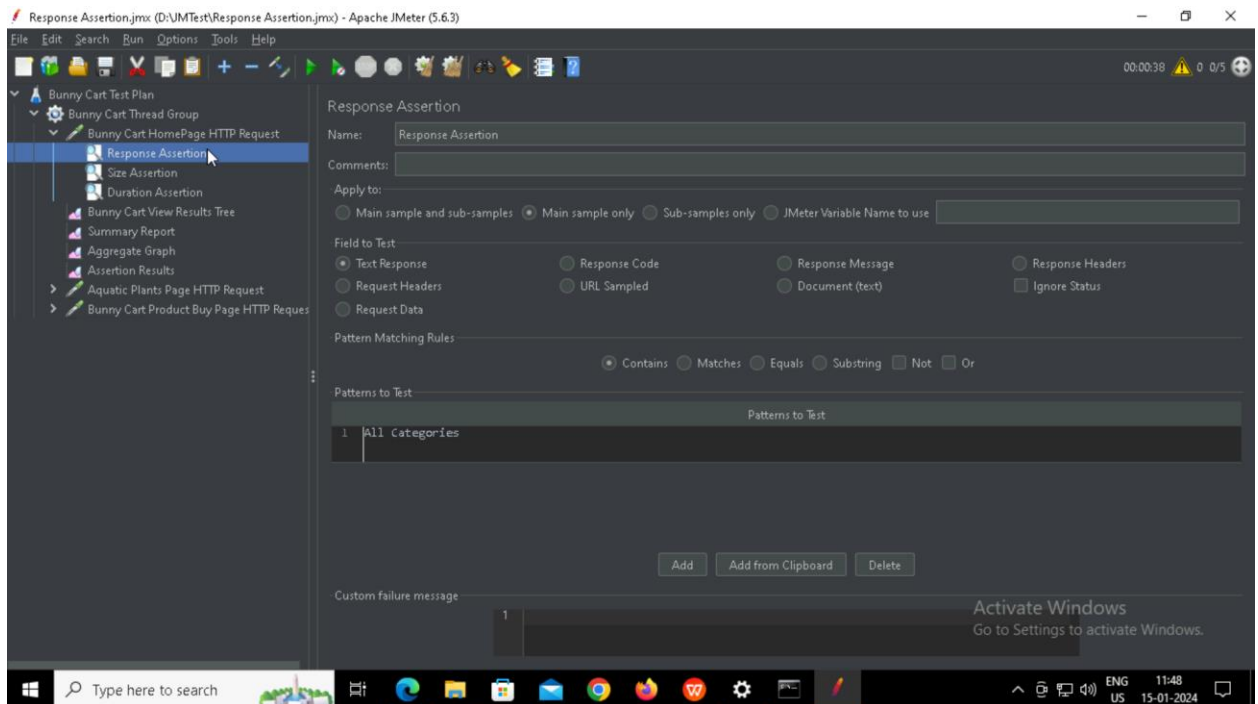 Response Assertion.jmx (D:\JMTest\Response Assertion.jmx) - Apache JMeter (5.6.3)
File Edit Search Run Options Tools Help
00:00:38 0 0/5
Bunny Cart Test Plan
Bunny Cart Thread Group
Bunny Cart HomePage HTTP Request
Response Assertion
Size Assertion
Duration Assertion
Bunny Cart View Results Tree
Summary Report
Aggregate Graph
Assertion Results
Aquatic Plants Page HTTP Request
Bunny Cart Product Buy Page HTTP Reques
Response Assertion
Name: Response Assertion
Comments:
Apply to:
Main sample and sub-samples Main sample only Sub-samples only JMeter Variable Name to use
Field to Test
Text Response Response Code Response Message Response Headers
Request Headers URL Sampled Document (text) Ignore Status
Request Data
Pattern Matching Rules
Contains Matches Equals Substring Not Or
Patterns to Test
Patterns to Test
1 All Categories
Add Add from Clipboard Delete
Custom failure message
1
Activate Windows
Go to Settings to activate Windows.
Type here to search
ENG 11:48
US 15-01-2024